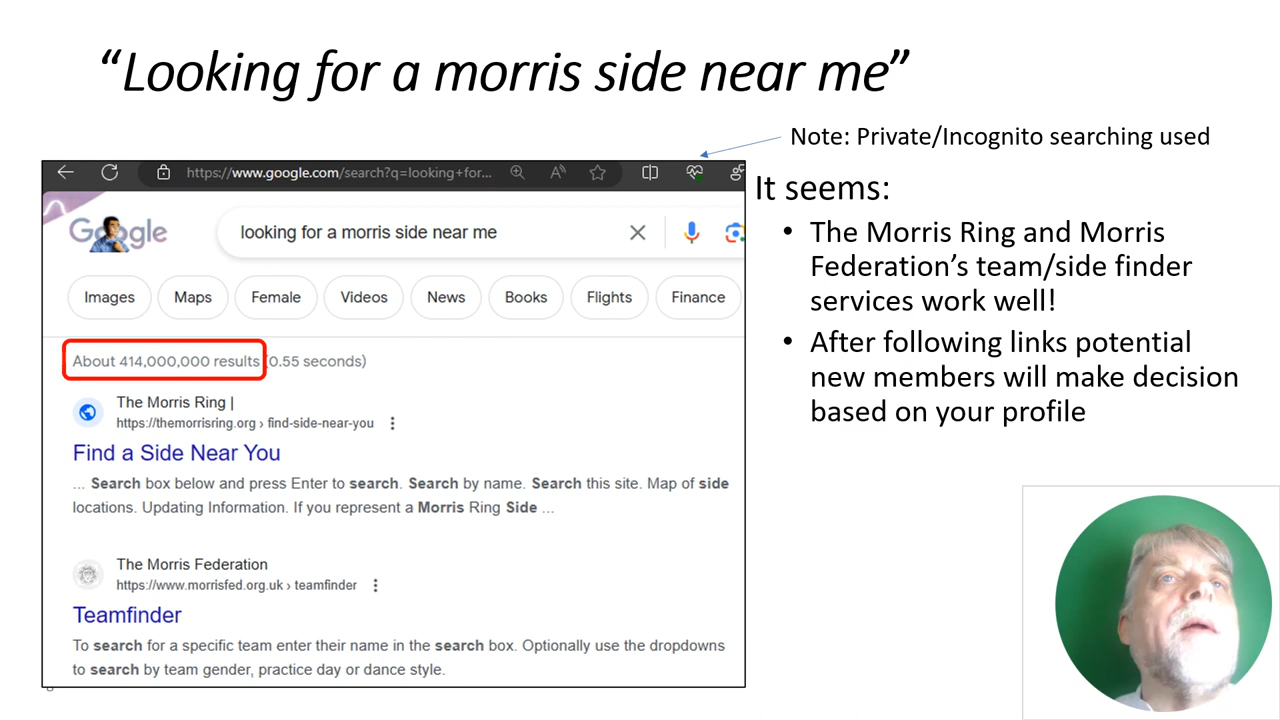 “Looking for a morris side near me”
Note: Private/Incognito searching used
https://www.google.com/search?q=looking+for...
Google
looking for a morris side near me
Images Maps Female Videos News Books Flights Finance
About 414,000,000 results (0.55 seconds)
The Morris Ring |
https://themorrisring.org › find-side-near-you
Find a Side Near You
... Search box below and press Enter to search. Search by name. Search this site. Map of side
locations. Updating Information. If you represent a Morris Ring Side ...
The Morris Federation
https://www.morrisfed.org.uk › teamfinder
Teamfinder
To search for a specific team enter their name in the search box. Optionally use the dropdowns
to search by team gender, practice day or dance style.
It seems:
• The Morris Ring and Morris
Federation’s team/side finder
services work well!
• After following links potential
new members will make decision
based on your profile